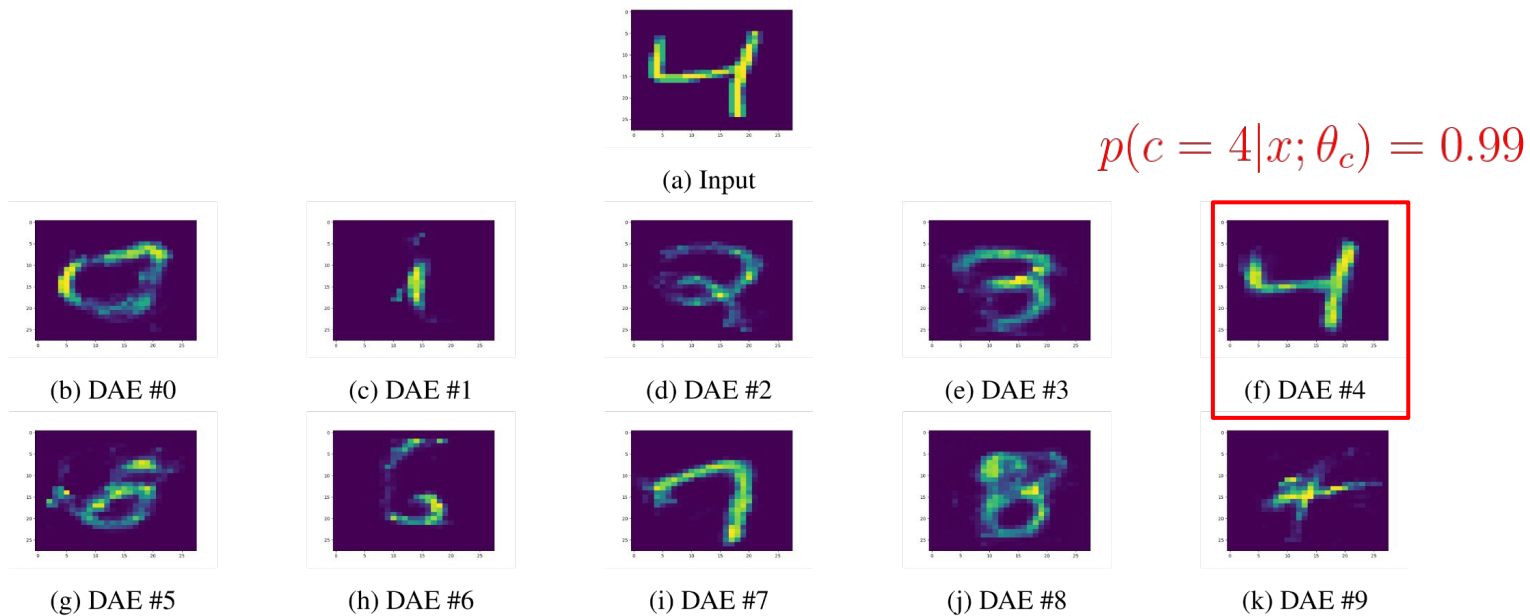 (a) Input
p(c = 4|x; θ_c) = 0.99
(b) DAE #0
(c) DAE #1
(d) DAE #2
(e) DAE #3
(f) DAE #4
(g) DAE #5
(h) DAE #6
(i) DAE #7
(j) DAE #8
(k) DAE #9